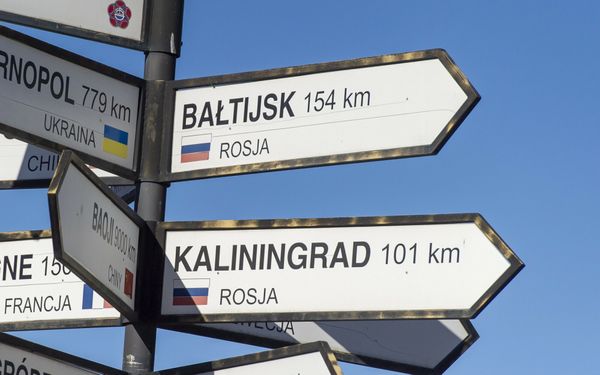 RNOPOL 779 km
UKRAINA
BAŁTIJSK 154 km
ROSJA
CHI
BAOJI 9000 km
CHINY
KALININGRAD 101 km
ROSJA
GNE 150
FRANCJA